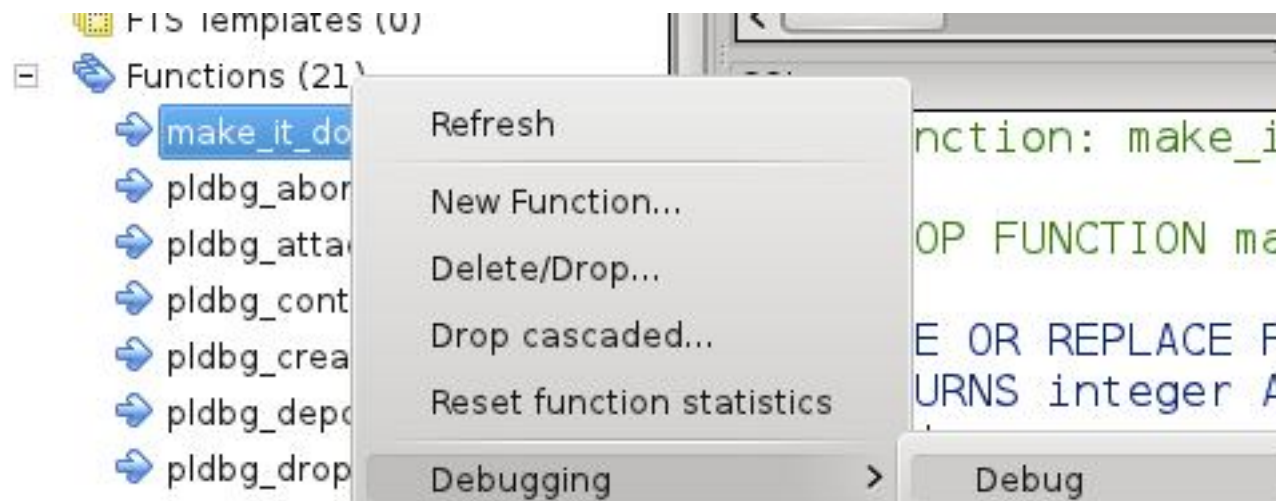 FTS Templates (0)
Functions (21)
make_it_do
pldbg_abor
pldbg_atta
pldbg_cont
pldbg_crea
pldbg_depo
pldbg_drop
Refresh
New Function...
Delete/Drop...
Drop cascaded...
Reset function statistics
Debugging
Debug
nction: make_i
OP FUNCTION ma
E OR REPLACE F
URNS integer A